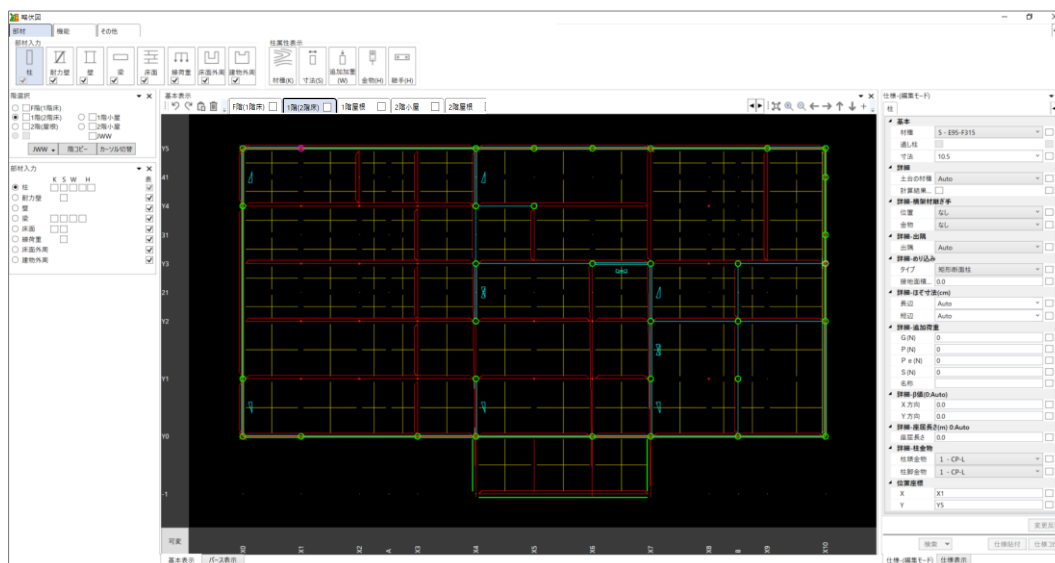 略伏図
部材 機能 その他
部材入力 柱属性表示
柱 耐力壁 壁 梁 床面 線荷重 床面外周 建物外周 材種(K) 寸法(S) 追加加重(W) 金物(H) 継手(H)
階選択
F階(1階床)
1階(2階床) 1階小屋
2階(屋根) 2階小屋
JWW
JWW 階コピー カーソル切替
部材入力
K S W H 表
柱
耐力壁
壁
梁
床面
線荷重
床面外周
建物外周
基本表示
F階(1階床) 1階(2階床) 1階屋根 2階小屋 2階屋根
Y5
41
Y4
31
Y3
21
Y2
Y1
Y0
-1
可変
X0 X1 X2 A X3 X4 X5 X6 X7 X8 B X9 X10
基本表示 パース表示
仕様-(編集モード)
柱
基本
材種 5 - E95-F315
通し柱
寸法 10.5
詳細
土台の材種 Auto
計算結果...
詳細-横架材継ぎ手
位置 なし
金物 なし
詳細-出隅
出隅 Auto
詳細-めり込み
タイプ 矩形断面柱
接地面積... 0.0
詳細-ほぞ寸法(cm)
長辺 Auto
短辺 Auto
詳細-追加荷重
G(N) 0
P(N) 0
P e(N) 0
S(N) 0
名称
詳細-β値(0:Auto)
X方向 0.0
Y方向 0.0
詳細-座屈長さ(m) 0:Auto
座屈長さ 0.0
詳細-柱金物
柱頭金物 1 - CP-L
柱脚金物 1 - CP-L
位置座標
X X1
Y Y5
検索 仕様貼付
仕様-(編集モード) 仕様表示